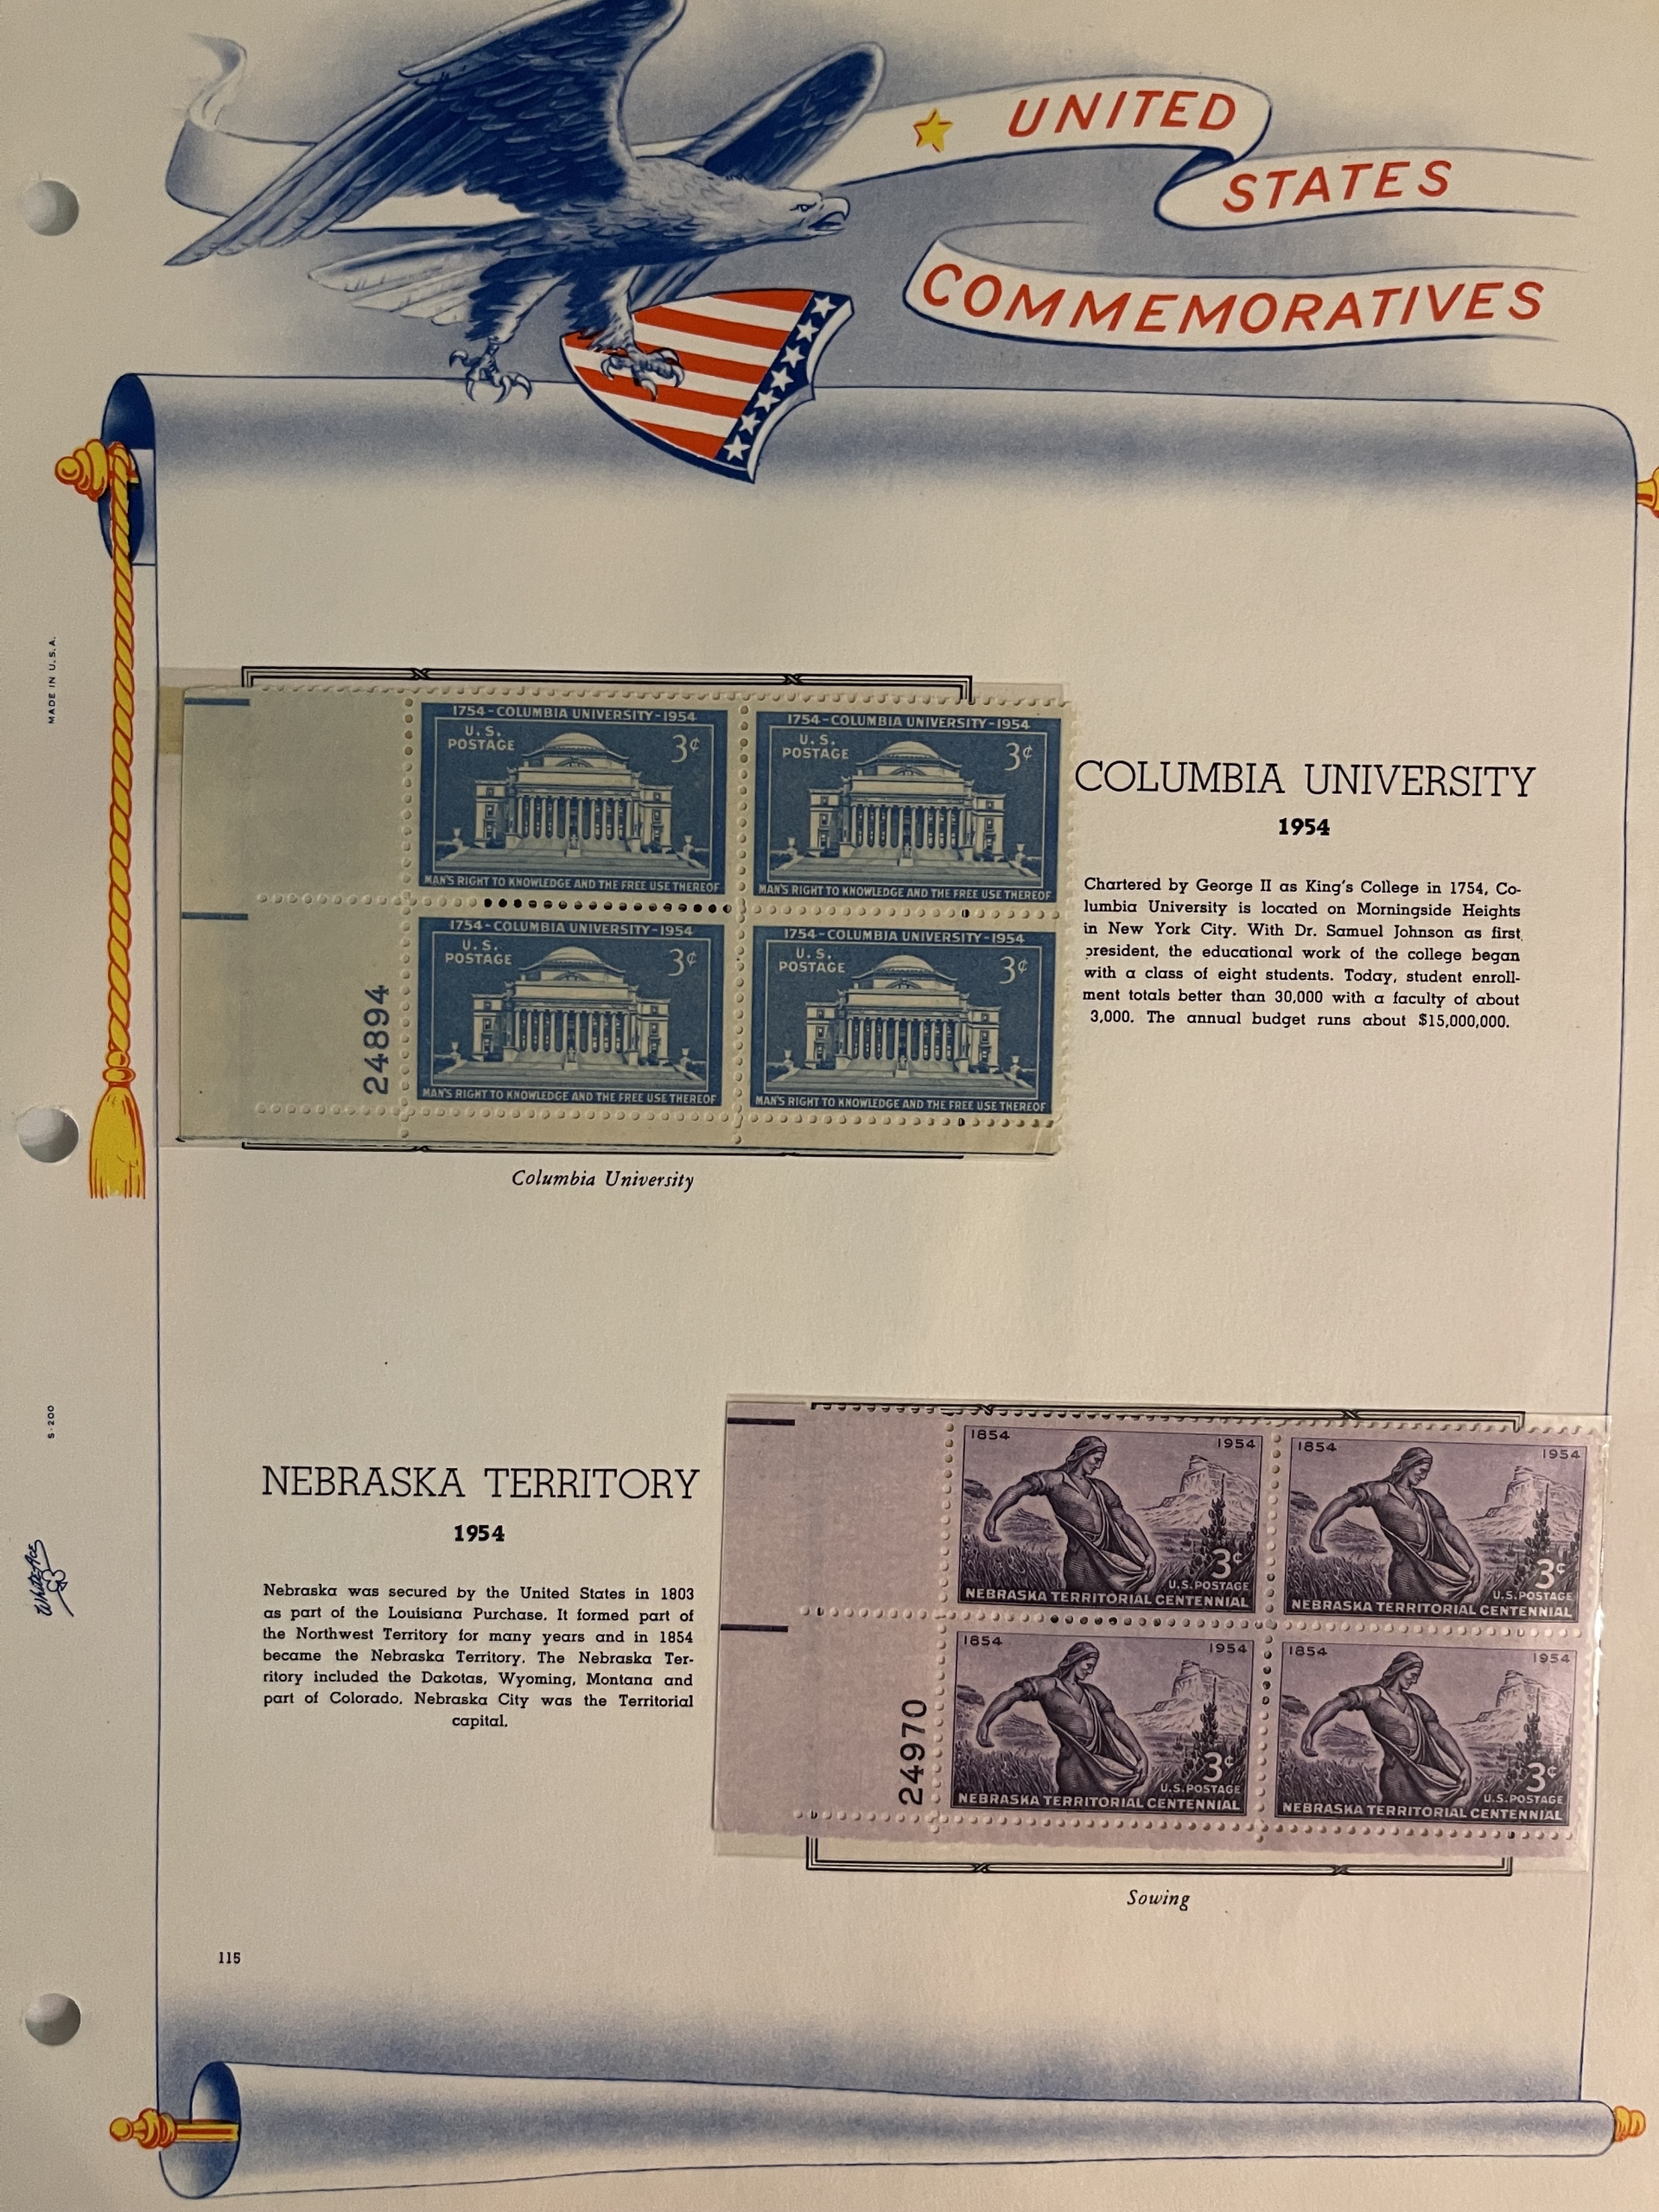 UNITED
STATES
COMMEMORATIVES
MADE IN U.S.A.
1754-COLUMBIA UNIVERSITY-1954
U.S.
POSTAGE
3¢
MAN'S RIGHT TO KNOWLEDGE AND THE FREE USE THEREOF
1754-COLUMBIA UNIVERSITY-1954
U.S.
POSTAGE
3¢
MAN'S RIGHT TO KNOWLEDGE AND THE FREE USE THEREOF
24894
1754-COLUMBIA UNIVERSITY-1954
U.S.
POSTAGE
3¢
MAN'S RIGHT TO KNOWLEDGE AND THE FREE USE THEREOF
1754-COLUMBIA UNIVERSITY-1954
U.S.
POSTAGE
3¢
MAN'S RIGHT TO KNOWLEDGE AND THE FREE USE THEREOF
Columbia University
COLUMBIA UNIVERSITY
1954
Chartered by George II as King's College in 1754, Co-
lumbia University is located on Morningside Heights
in New York City. With Dr. Samuel Johnson as first
president, the educational work of the college began
with a class of eight students. Today, student enroll-
ment totals better than 30,000 with a faculty of about
3,000. The annual budget runs about $15,000,000.
S-200
White Ace
NEBRASKA TERRITORY
1954
Nebraska was secured by the United States in 1803
as part of the Louisiana Purchase. It formed part of
the Northwest Territory for many years and in 1854
became the Nebraska Territory. The Nebraska Ter-
ritory included the Dakotas, Wyoming, Montana and
part of Colorado. Nebraska City was the Territorial
capital.
1854 1954
3¢
U.S. POSTAGE
NEBRASKA TERRITORIAL CENTENNIAL
1854 1954
3¢
U.S. POSTAGE
NEBRASKA TERRITORIAL CENTENNIAL
24970
1854 1954
3¢
U.S. POSTAGE
NEBRASKA TERRITORIAL CENTENNIAL
1854 1954
3¢
U.S. POSTAGE
NEBRASKA TERRITORIAL CENTENNIAL
Sowing
115